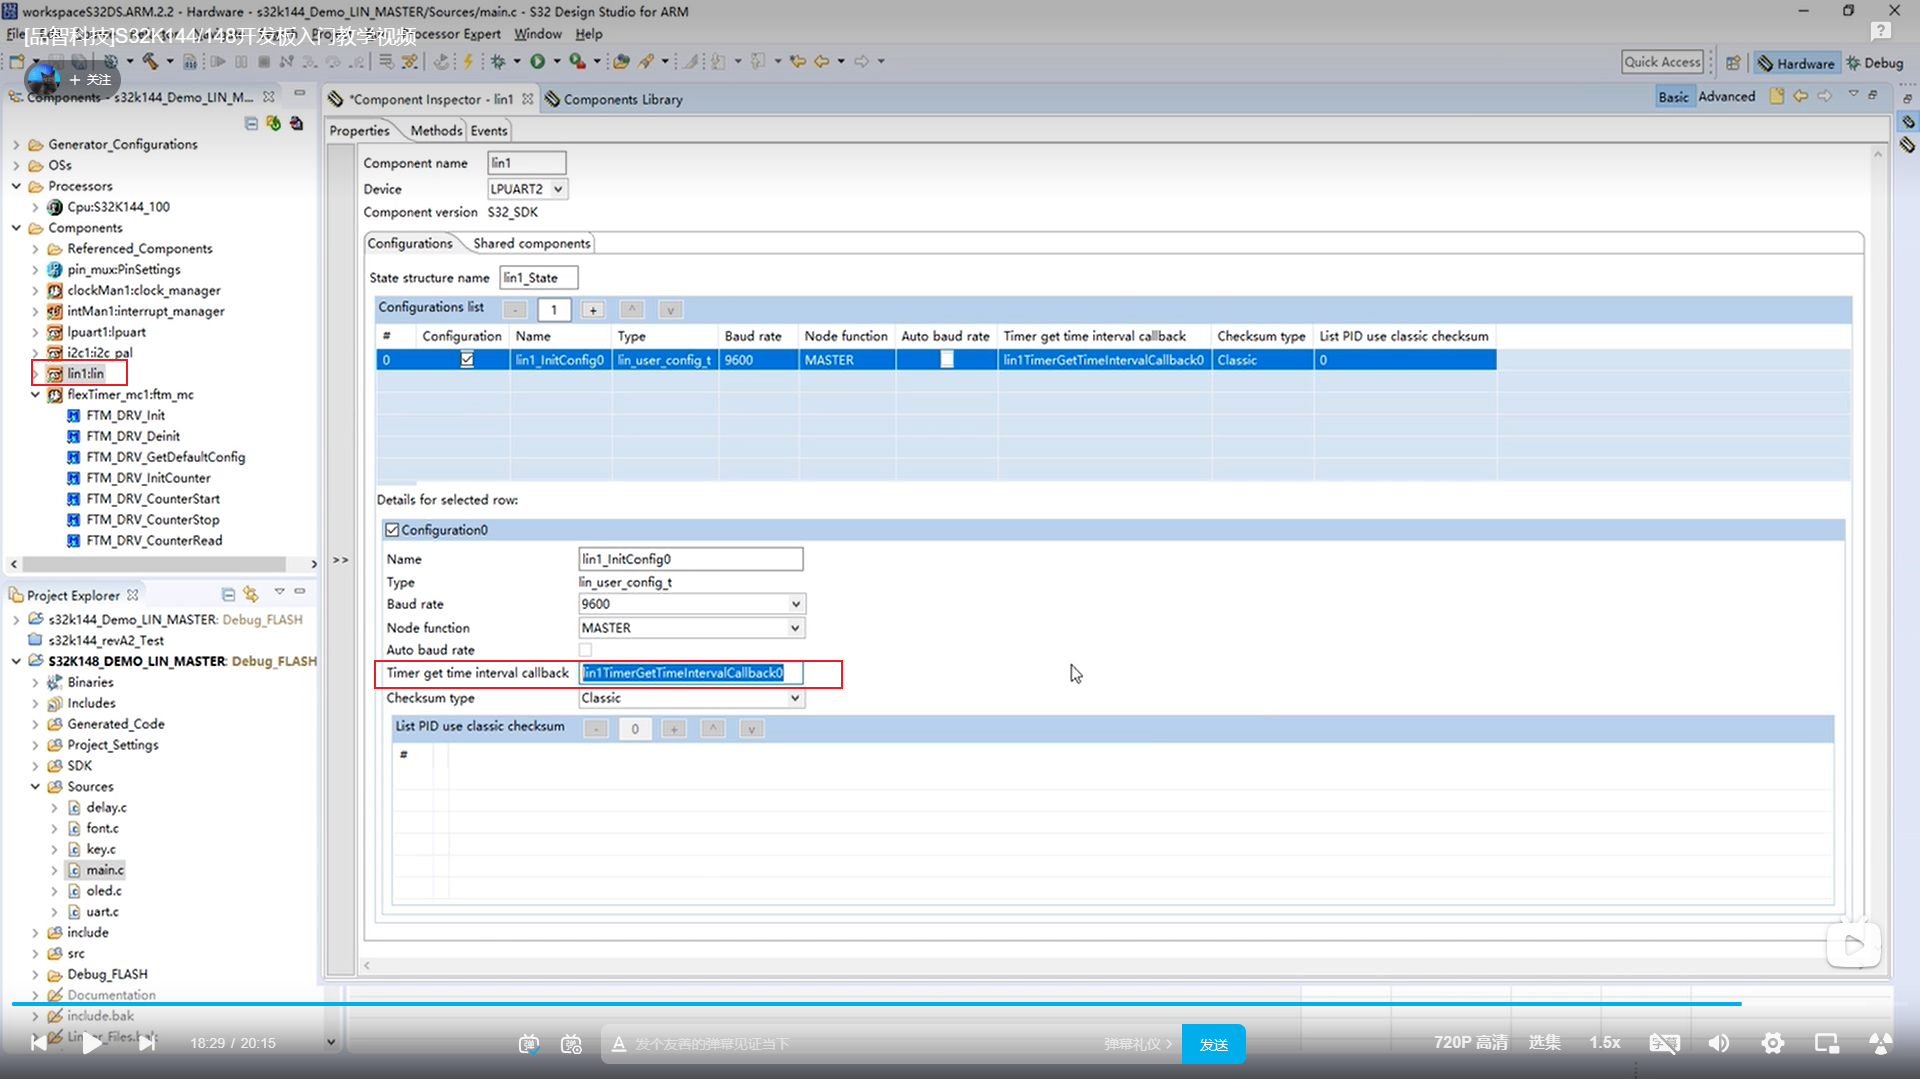 workspaceS32DS.ARM.2.2 - Hardware - s32k144_Demo_LIN_MASTER/Sources/main.c - S32 Design Studio for ARM
[品智科技]S32K144/148开发板入门教学视频
Processor Expert Window Help
+ 关注
Quick Access
Hardware
Debug
Components - s32k144_Demo_LIN_M...
*Component Inspector - lin1
Components Library
Basic Advanced
Generator_Configurations
OSs
Processors
Cpu:S32K144_100
Components
Referenced_Components
pin_mux:PinSettings
clockMan1:clock_manager
intMan1:interrupt_manager
lpuart1:lpuart
i2c1:i2c_pal
lin1:lin
flexTimer_mc1:ftm_mc
FTM_DRV_Init
FTM_DRV_Deinit
FTM_DRV_GetDefaultConfig
FTM_DRV_InitCounter
FTM_DRV_CounterStart
FTM_DRV_CounterStop
FTM_DRV_CounterRead
Project Explorer
s32k144_Demo_LIN_MASTER: Debug_FLASH
s32k144_revA2_Test
S32K148_DEMO_LIN_MASTER: Debug_FLASH
Binaries
Includes
Generated_Code
Project_Settings
SDK
Sources
delay.c
font.c
key.c
main.c
oled.c
uart.c
include
src
Debug_FLASH
Documentation
include.bak
Linker_Files.bak
>>
Properties Methods Events
Component name lin1
Device LPUART2
Component version S32_SDK
Configurations Shared components
State structure name lin1_State
Configurations list - 1 + ^ v
# Configuration Name Type Baud rate Node function Auto baud rate Timer get time interval callback Checksum type List PID use classic checksum
0 lin1_InitConfig0 lin_user_config_t 9600 MASTER lin1TimerGetTimeIntervalCallback0 Classic 0
Details for selected row:
Configuration0
Name lin1_InitConfig0
Type lin_user_config_t
Baud rate 9600
Node function MASTER
Auto baud rate
Timer get time interval callback lin1TimerGetTimeIntervalCallback0
Checksum type Classic
List PID use classic checksum - 0 + ^ v
#
18:29 / 20:15
弹
弹
A 发个友善的弹幕见证当下
弹幕礼仪 >
发送
720P 高清
选集
1.5x
字幕